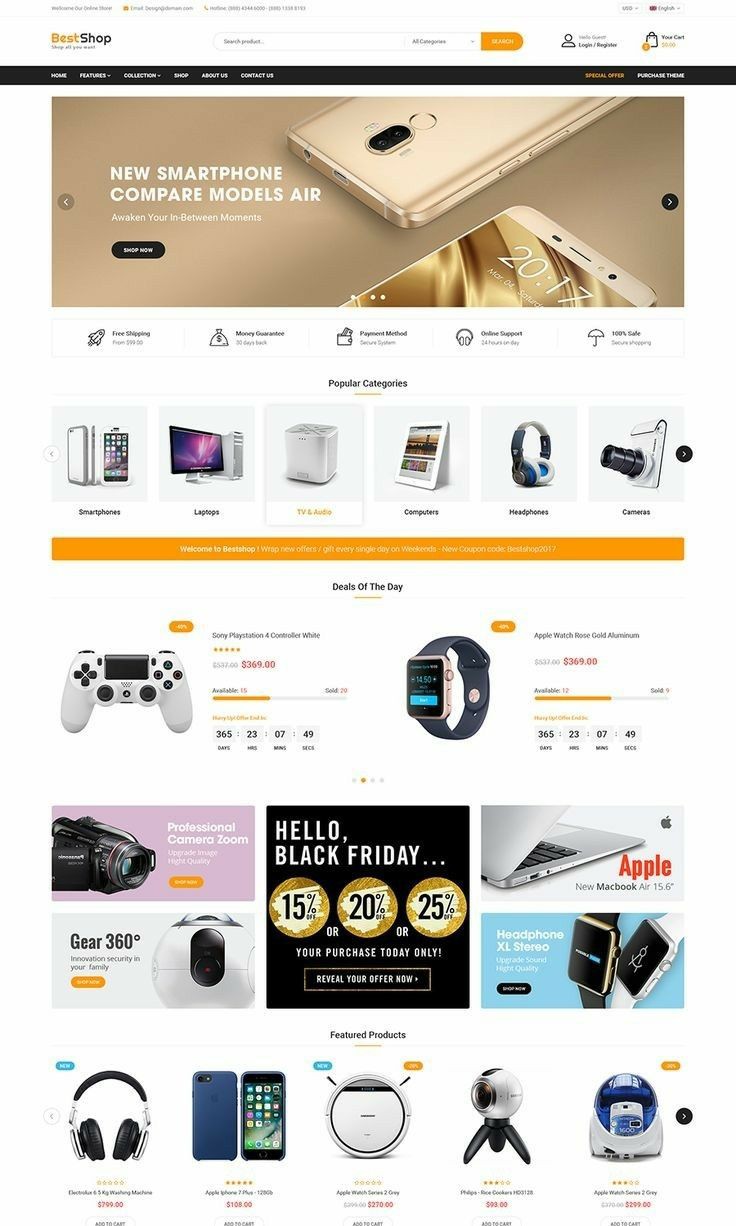 Welcome Our Online Store!
Email: Design@domain.com
Hotline: (888) 4344 6000 - (888) 1338 8193
USD
English
BestShop
Shop all you want
Search product...
All Categories
SEARCH
Hello Guest!
Login / Register
Your Cart
$0.00
HOME FEATURES COLLECTION SHOP ABOUT US CONTACT US
SPECIAL OFFER PURCHASE THEME
NEW SMARTPHONE
COMPARE MODELS AIR
Awaken Your In-Between Moments
SHOP NOW
20:17
Mar. 04, Saturday
Free Shipping
From $99.00
Money Guarantee
30 days back
Payment Method
Secure System
Online Support
24 hours on day
100% Safe
Secure shopping
Popular Categories
Smartphones
Laptops
TV & Audio
Computers
Headphones
Cameras
Welcome to Bestshop ! Wrap new offers / gift every single day on Weekends - New Coupon code: Bestshop2017
Deals Of The Day
-40%
Sony Playstation 4 Controller White
$537.00 $369.00
Available: 15 Sold: 20
Hurry Up! Offer End In:
365 : 23 : 07 : 49
DAYS HRS MINS SECS
-40%
Apple Watch Rose Gold Aluminum
$537.00 $369.00
Available: 12 Sold: 9
Hurry Up! Offer End In:
365 : 23 : 07 : 49
DAYS HRS MINS SECS
Professional
Camera Zoom
Upgrade Image
Hight Quality
SHOP NOW
Panasonic
Gear 360°
Innovation security in
your family
SHOP NOW
HELLO,
BLACK FRIDAY...
15% OFF OR 20% OFF OR 25% OFF
YOUR PURCHASE TODAY ONLY!
REVEAL YOUR OFFER NOW >
Apple
New Macbook Air 15.6"
Headphone
XL Stereo
Upgrade Sound
Hight Quality
SHOP NOW
Featured Products
NEW
Electrolux 6.5 Kg Washing Machine
$799.00
ADD TO CART
Apple Iphone 7 Plus - 128Gb
$108.00
ADD TO CART
NEW
-20%
Apple Watch Series 2 Grey
$399.00 $270.00
ADD TO CART
Philips - Rice Cookers HD3128
$93.00
ADD TO CART
-30%
1600
Apple Watch Series 2 Grey
$370.00 $299.00
ADD TO CART